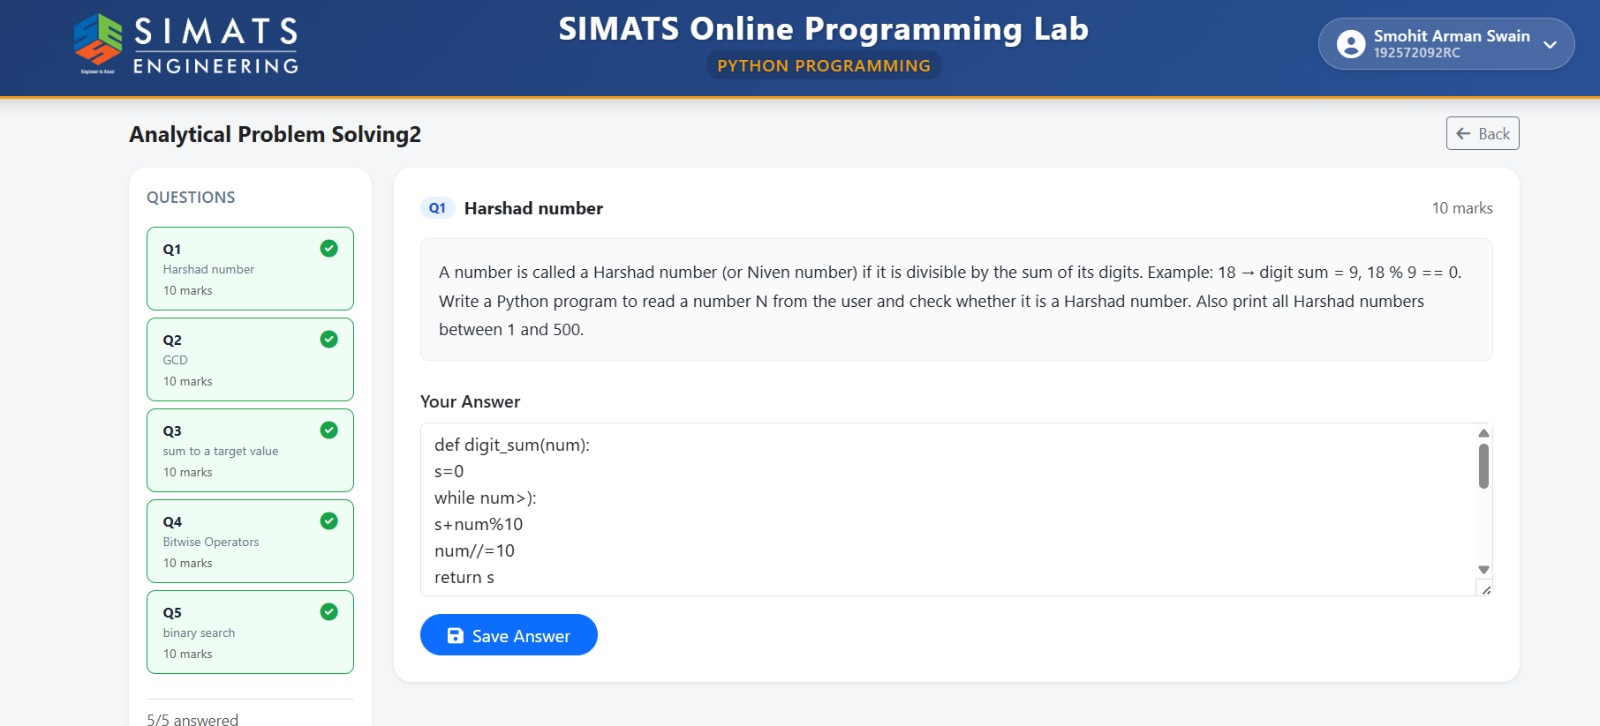 SIMATS
ENGINEERING
Engineer to Excel
SIMATS Online Programming Lab
PYTHON PROGRAMMING
Smohit Arman Swain
192572092RC
Analytical Problem Solving2
Back
QUESTIONS
Q1
Harshad number
10 marks
Q2
GCD
10 marks
Q3
sum to a target value
10 marks
Q4
Bitwise Operators
10 marks
Q5
binary search
10 marks
5/5 answered
Q1 Harshad number
10 marks
A number is called a Harshad number (or Niven number) if it is divisible by the sum of its digits. Example: 18 → digit sum = 9, 18 % 9 == 0.
Write a Python program to read a number N from the user and check whether it is a Harshad number. Also print all Harshad numbers
between 1 and 500.
Your Answer
def digit_sum(num):
s=0
while num>):
s+num%10
num//=10
return s
Save Answer